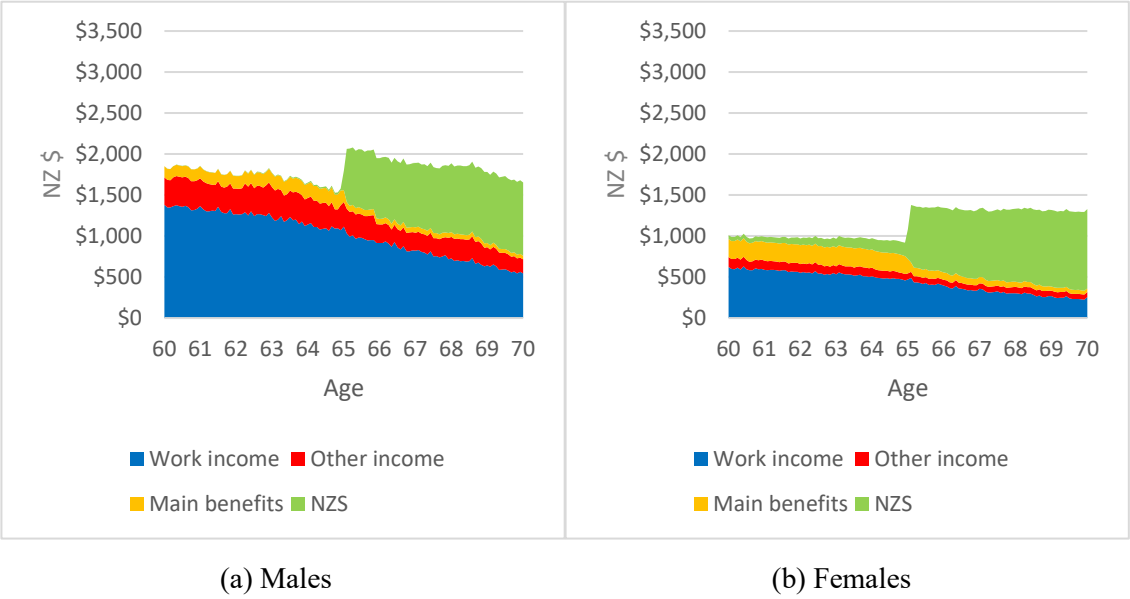 $3,500
$3,000
$2,500
$2,000
$1,500
$1,000
$500
$0
NZ $
60 61 62 63 64 65 66 67 68 69 70
Age
Work income Other income
Main benefits NZS
(a) Males
$3,500
$3,000
$2,500
$2,000
$1,500
$1,000
$500
$0
NZ $
60 61 62 63 64 65 66 67 68 69 70
Age
Work income Other income
Main benefits NZS
(b) Females